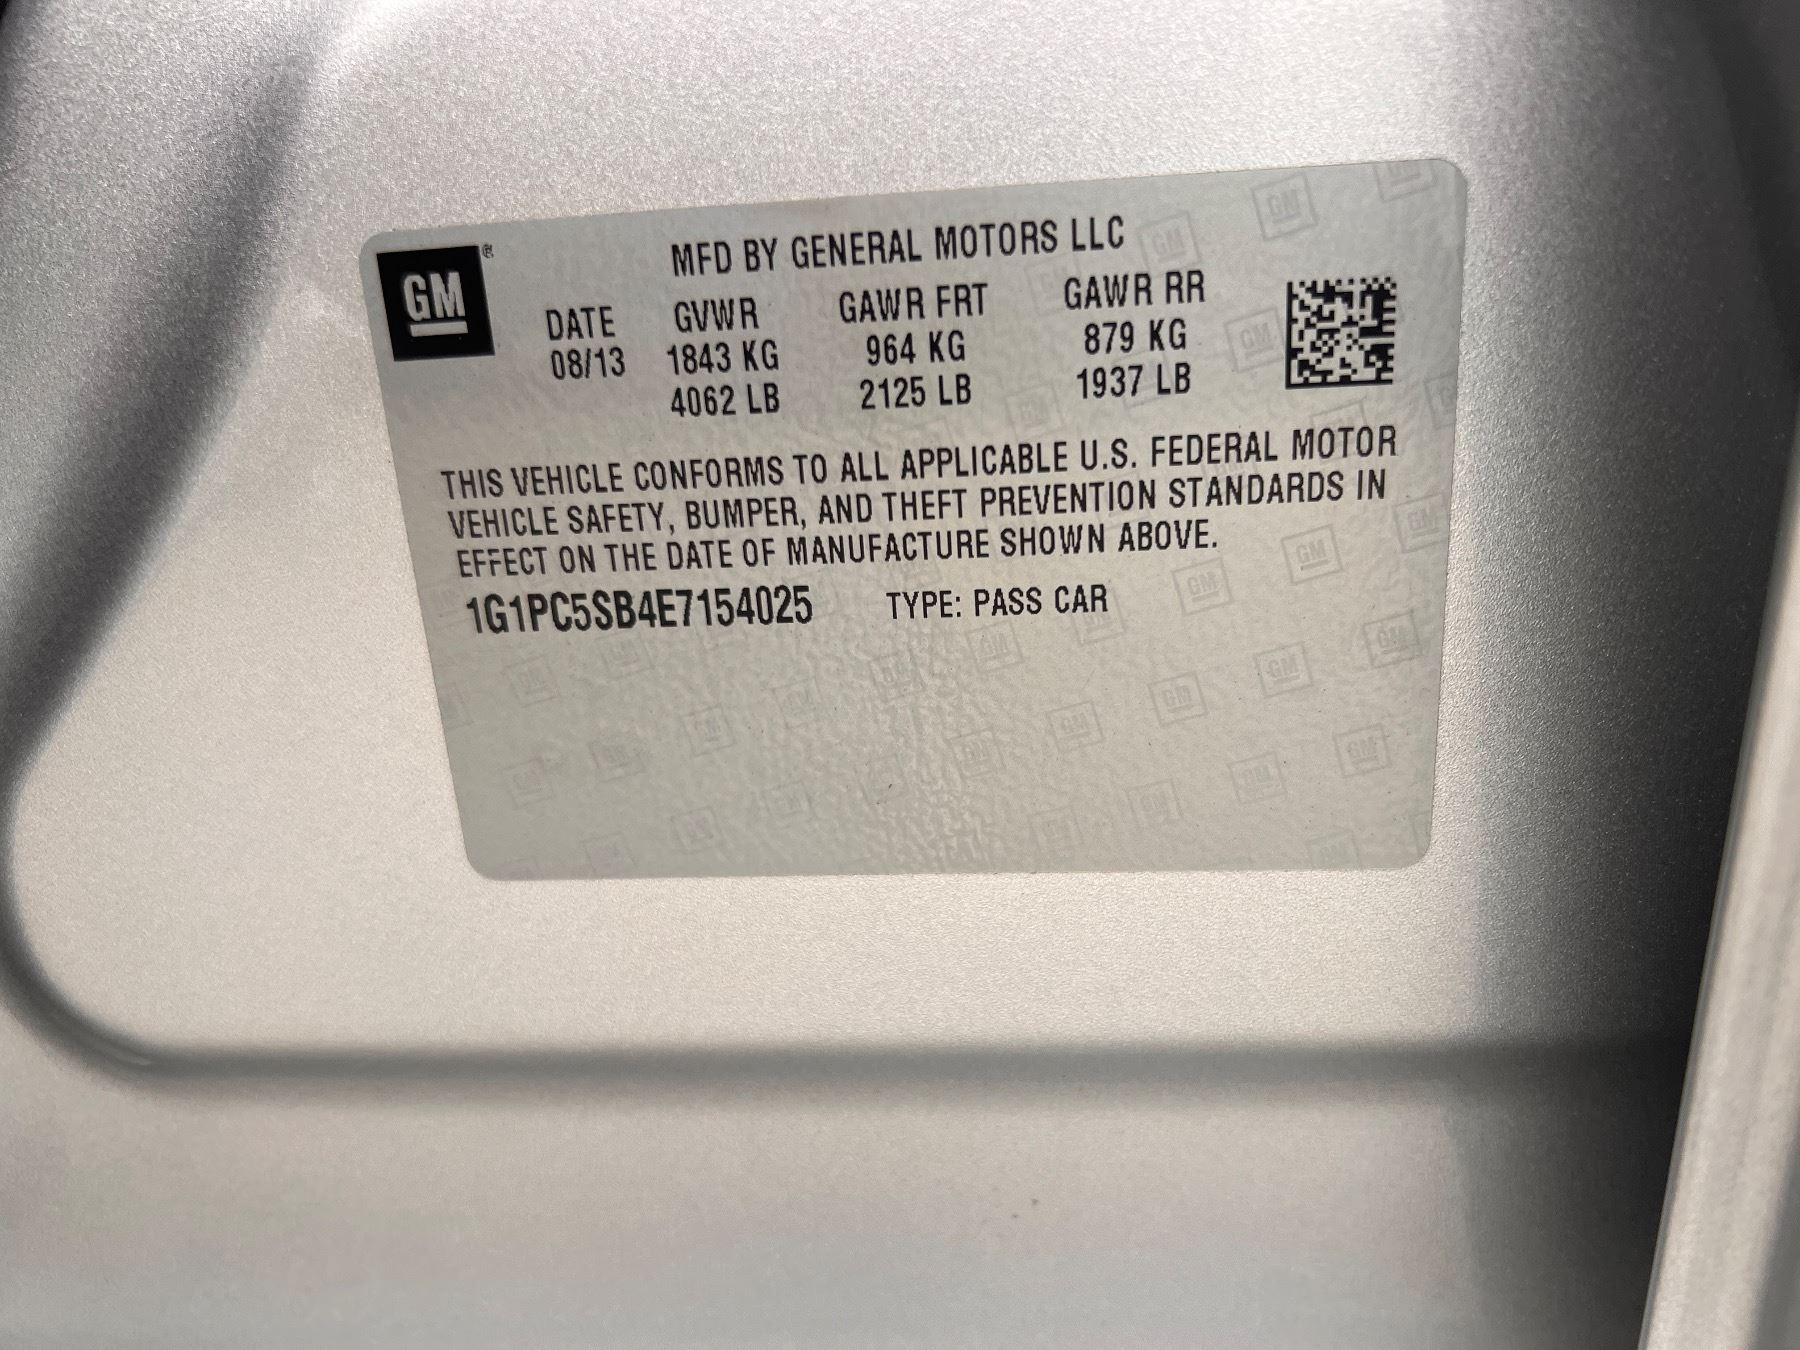 GM ®
MFD BY GENERAL MOTORS LLC
DATE GVWR GAWR FRT GAWR RR
08/13 1843 KG 964 KG 879 KG
4062 LB 2125 LB 1937 LB
THIS VEHICLE CONFORMS TO ALL APPLICABLE U.S. FEDERAL MOTOR
VEHICLE SAFETY, BUMPER, AND THEFT PREVENTION STANDARDS IN
EFFECT ON THE DATE OF MANUFACTURE SHOWN ABOVE.
1G1PC5SB4E7154025 TYPE: PASS CAR